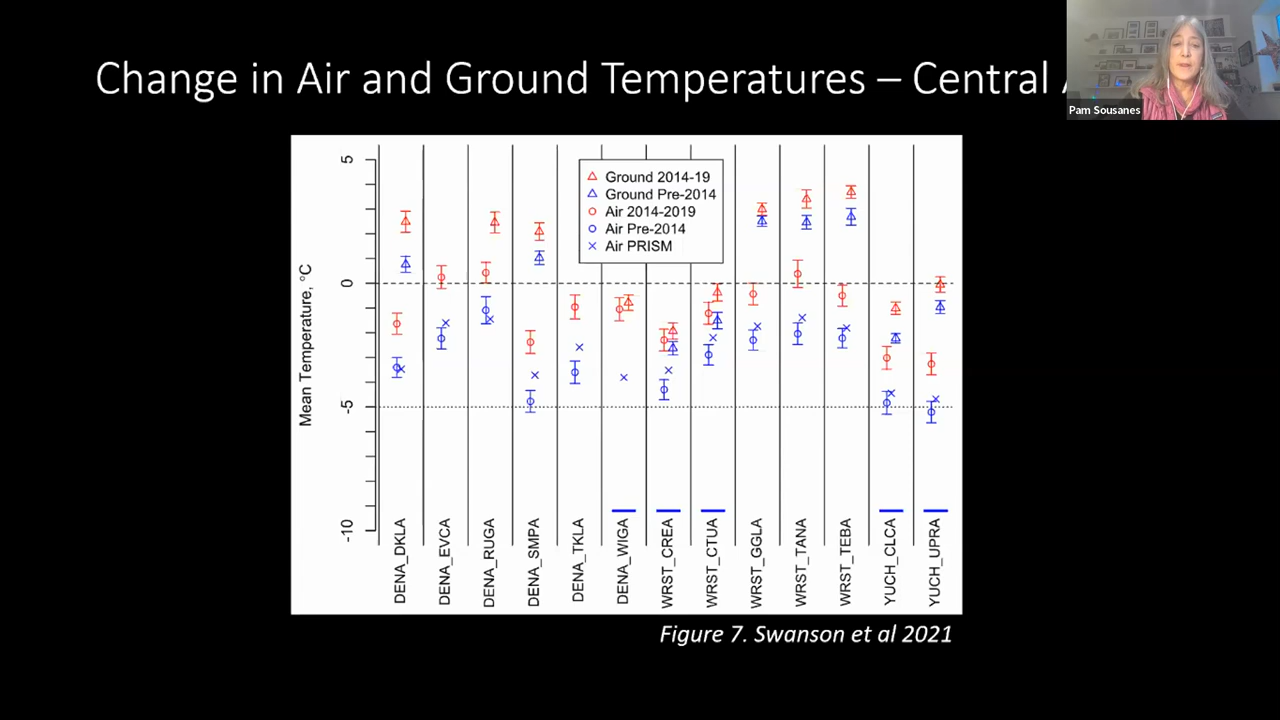 Change in Air and Ground Temperatures – Central
Pam Sousanes
Ground 2014-19
Ground Pre-2014
Air 2014-2019
Air Pre-2014
Air PRISM
Mean Temperature, °C
5
0
-5
-10
DENA_DKLA
DENA_EVCA
DENA_RUGA
DENA_SMPA
DENA_TKLA
DENA_WIGA
WRST_CREA
WRST_CTUA
WRST_GGLA
WRST_TANA
WRST_TEBA
YUCH_CLCA
YUCH_UPRA
Figure 7. Swanson et al 2021